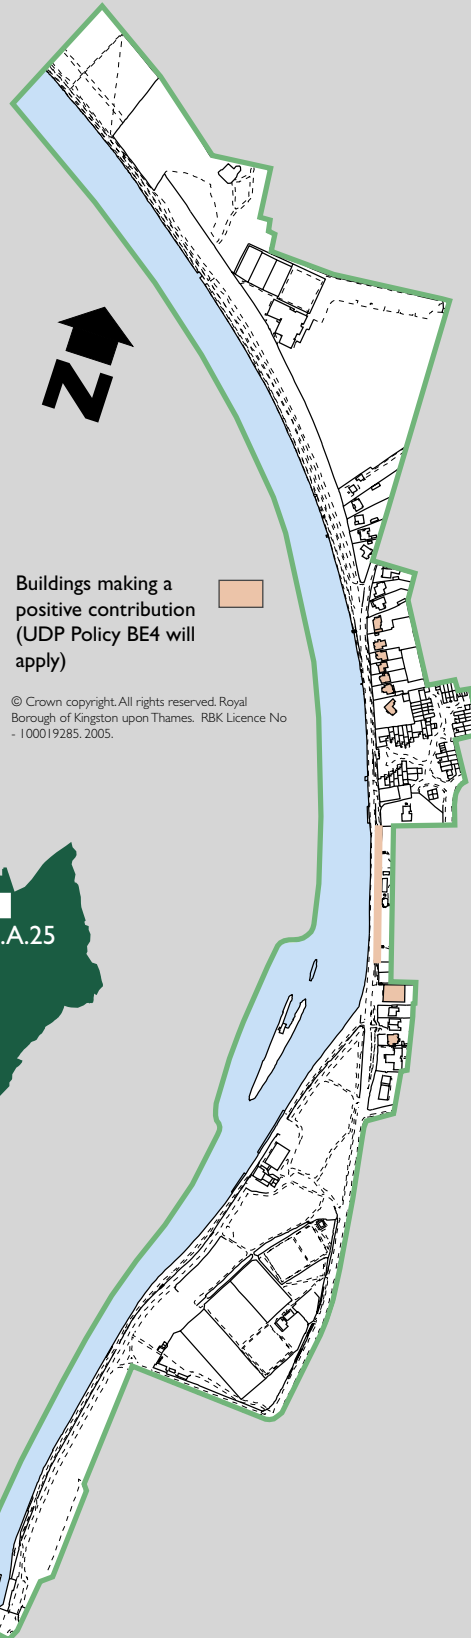 N
Buildings making a
positive contribution
(UDP Policy BE4 will
apply)
© Crown copyright. All rights reserved. Royal
Borough of Kingston upon Thames. RBK Licence No
- 100019285. 2005.
.A.25